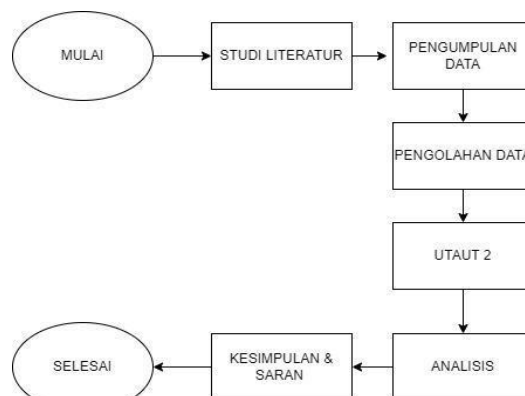 MULAI
STUDI LITERATUR
PENGUMPULAN
DATA
PENGOLAHAN DATA
UTAUT 2
ANALISIS
KESIMPULAN &
SARAN
SELESAI